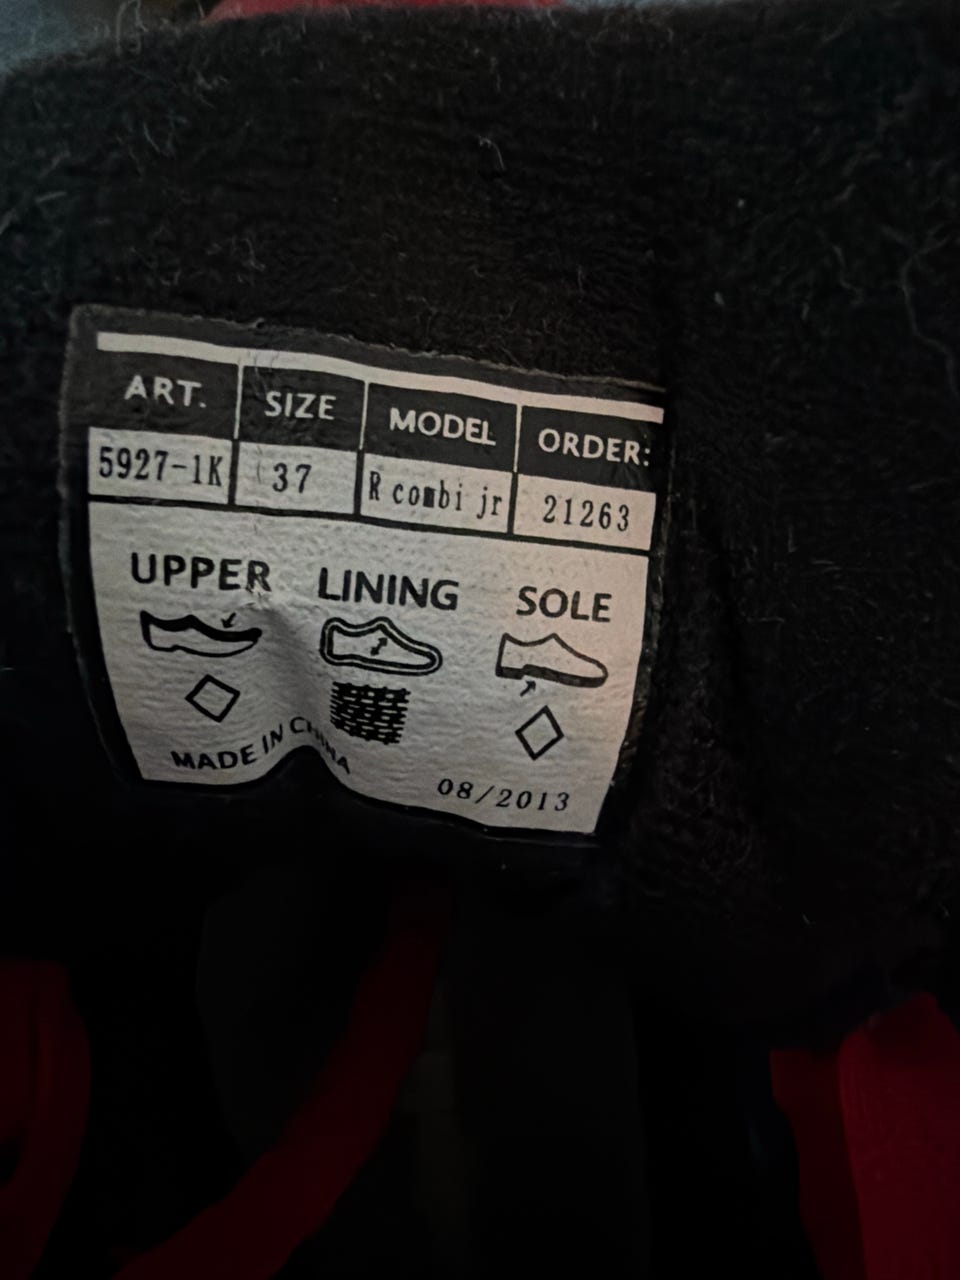 ART. SIZE MODEL ORDER:
5927-1K 37 R combi jr 21263
UPPER LINING SOLE
MADE IN CHINA
08/2013